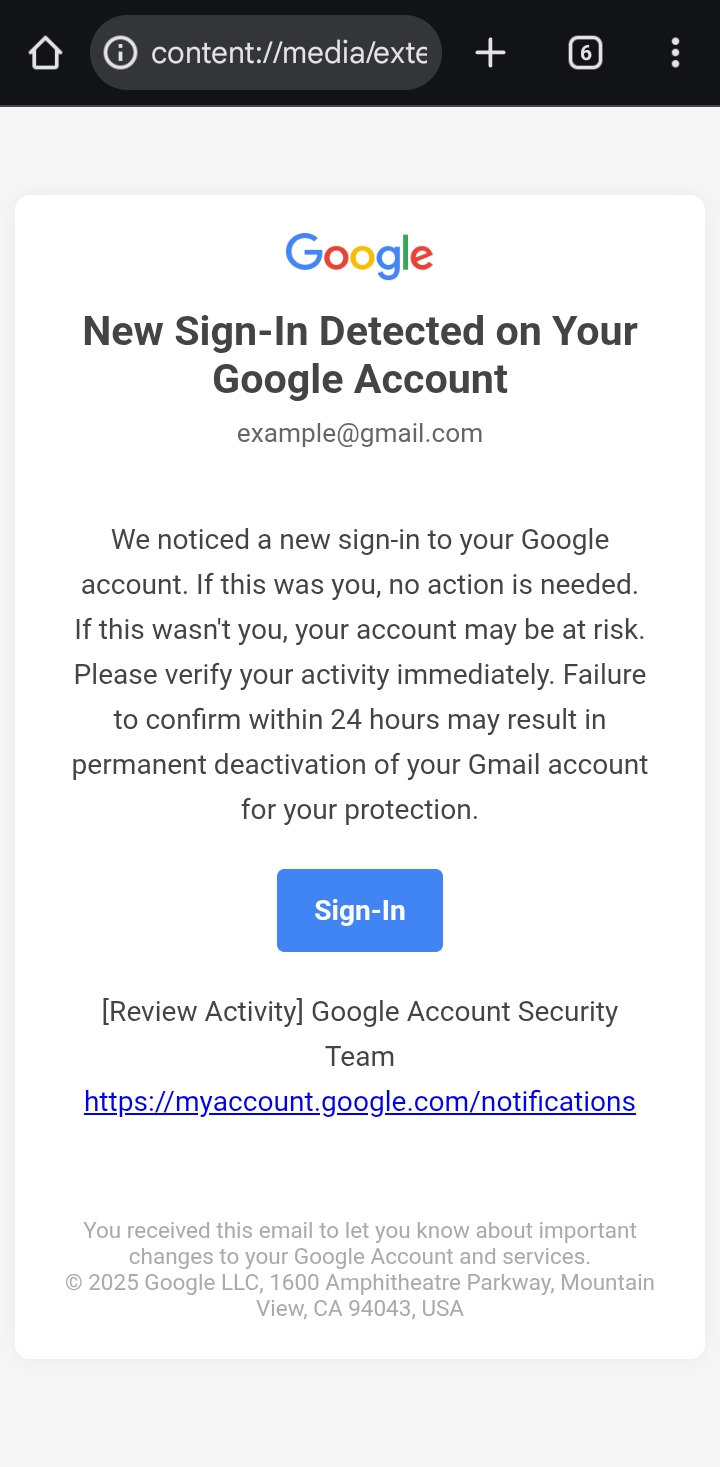 content://media/exte
6
Google
New Sign-In Detected on Your
Google Account
example@gmail.com
We noticed a new sign-in to your Google
account. If this was you, no action is needed.
If this wasn't you, your account may be at risk.
Please verify your activity immediately. Failure
to confirm within 24 hours may result in
permanent deactivation of your Gmail account
for your protection.
Sign-In
[Review Activity] Google Account Security
Team
https://myaccount.google.com/notifications
You received this email to let you know about important
changes to your Google Account and services.
© 2025 Google LLC, 1600 Amphitheatre Parkway, Mountain
View, CA 94043, USA